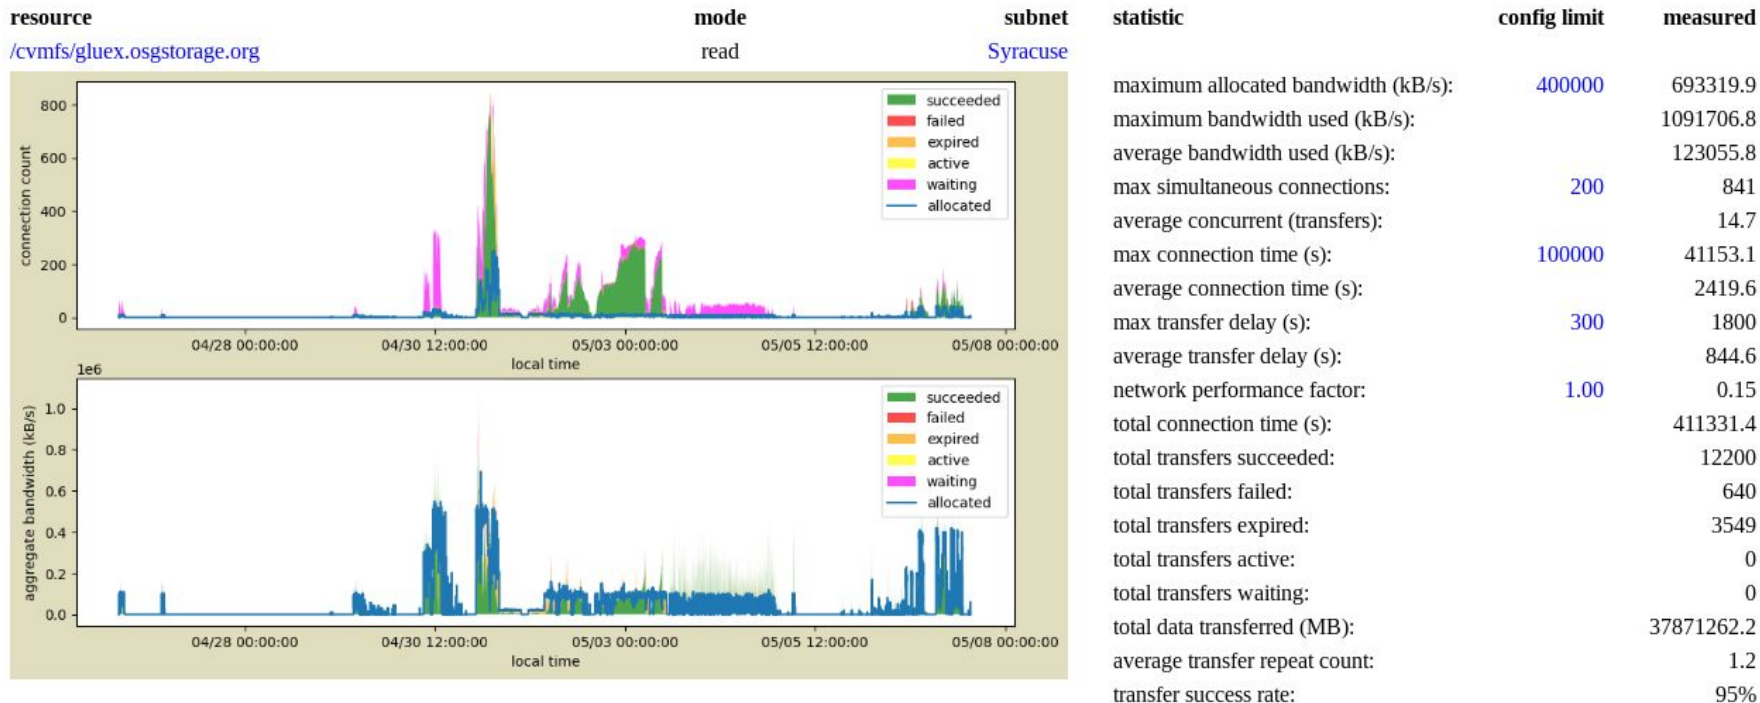 resource mode subnet
/cvmfs/gluex.osgstorage.org read Syracuse
800
600
400
200
0
connection count
succeeded
failed
expired
active
waiting
allocated
04/28 00:00:00 04/30 12:00:00 05/03 00:00:00 05/05 12:00:00 05/08 00:00:00
local time
1e6
1.0
0.8
0.6
0.4
0.2
0.0
aggregate bandwidth (kB/s)
succeeded
failed
expired
active
waiting
allocated
04/28 00:00:00 04/30 12:00:00 05/03 00:00:00 05/05 12:00:00 05/08 00:00:00
local time
statistic config limit measured
maximum allocated bandwidth (kB/s): 400000 693319.9
maximum bandwidth used (kB/s): 1091706.8
average bandwidth used (kB/s): 123055.8
max simultaneous connections: 200 841
average concurrent (transfers): 14.7
max connection time (s): 100000 41153.1
average connection time (s): 2419.6
max transfer delay (s): 300 1800
average transfer delay (s): 844.6
network performance factor: 1.00 0.15
total connection time (s): 411331.4
total transfers succeeded: 12200
total transfers failed: 640
total transfers expired: 3549
total transfers active: 0
total transfers waiting: 0
total data transferred (MB): 37871262.2
average transfer repeat count: 1.2
transfer success rate: 95%